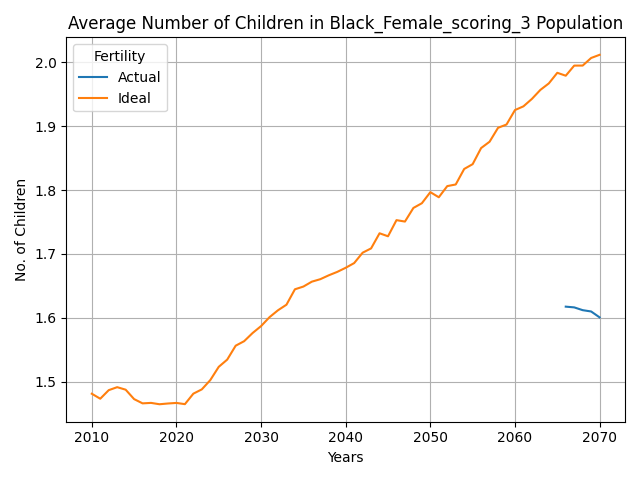 Average Number of Children in Black_Female_scoring_3 Population
Fertility
Actual
Ideal
No. of Children
2.0
1.9
1.8
1.7
1.6
1.5
2010 2020 2030 2040 2050 2060 2070
Years